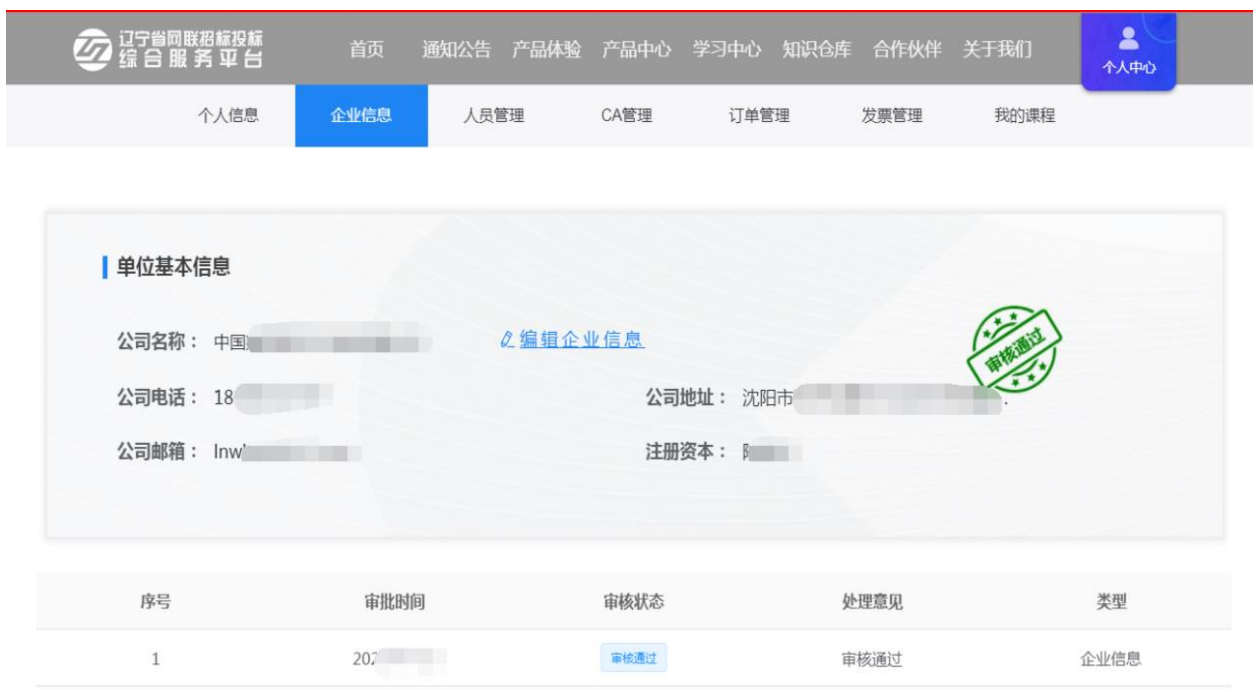 辽宁省网联招标投标
综合服务平台
首页 通知公告 产品体验 产品中心 学习中心 知识仓库 合作伙伴 关于我们 个人中心
个人信息 企业信息 人员管理 CA管理 订单管理 发票管理 我的课程
单位基本信息
公司名称： 中国 编辑企业信息
审核通过
公司电话： 18 公司地址： 沈阳市
公司邮箱： lnw 注册资本：
序号 审批时间 审核状态 处理意见 类型
1 202 审核通过 审核通过 企业信息